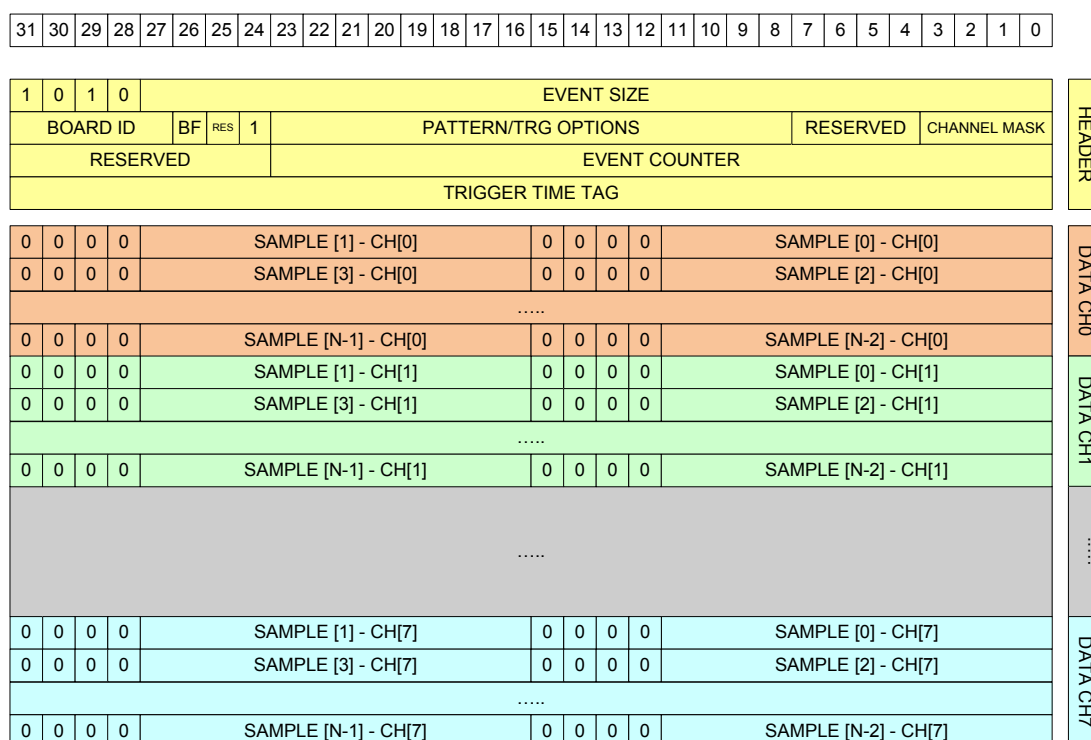 31 30 29 28 27 26 25 24 23 22 21 20 19 18 17 16 15 14 13 12 11 10 9 8 7 6 5 4 3 2 1 0
1 0 1 0 EVENT SIZE
BOARD ID BF RES 1 PATTERN/TRG OPTIONS RESERVED CHANNEL MASK
RESERVED EVENT COUNTER
TRIGGER TIME TAG
HEADER
0 0 0 0 SAMPLE [1] - CH[0] 0 0 0 0 SAMPLE [0] - CH[0]
0 0 0 0 SAMPLE [3] - CH[0] 0 0 0 0 SAMPLE [2] - CH[0]
.....
0 0 0 0 SAMPLE [N-1] - CH[0] 0 0 0 0 SAMPLE [N-2] - CH[0]
DATA CH0
0 0 0 0 SAMPLE [1] - CH[1] 0 0 0 0 SAMPLE [0] - CH[1]
0 0 0 0 SAMPLE [3] - CH[1] 0 0 0 0 SAMPLE [2] - CH[1]
.....
0 0 0 0 SAMPLE [N-1] - CH[1] 0 0 0 0 SAMPLE [N-2] - CH[1]
DATA CH1
.....
.....
0 0 0 0 SAMPLE [1] - CH[7] 0 0 0 0 SAMPLE [0] - CH[7]
0 0 0 0 SAMPLE [3] - CH[7] 0 0 0 0 SAMPLE [2] - CH[7]
.....
0 0 0 0 SAMPLE [N-1] - CH[7] 0 0 0 0 SAMPLE [N-2] - CH[7]
DATA CH7